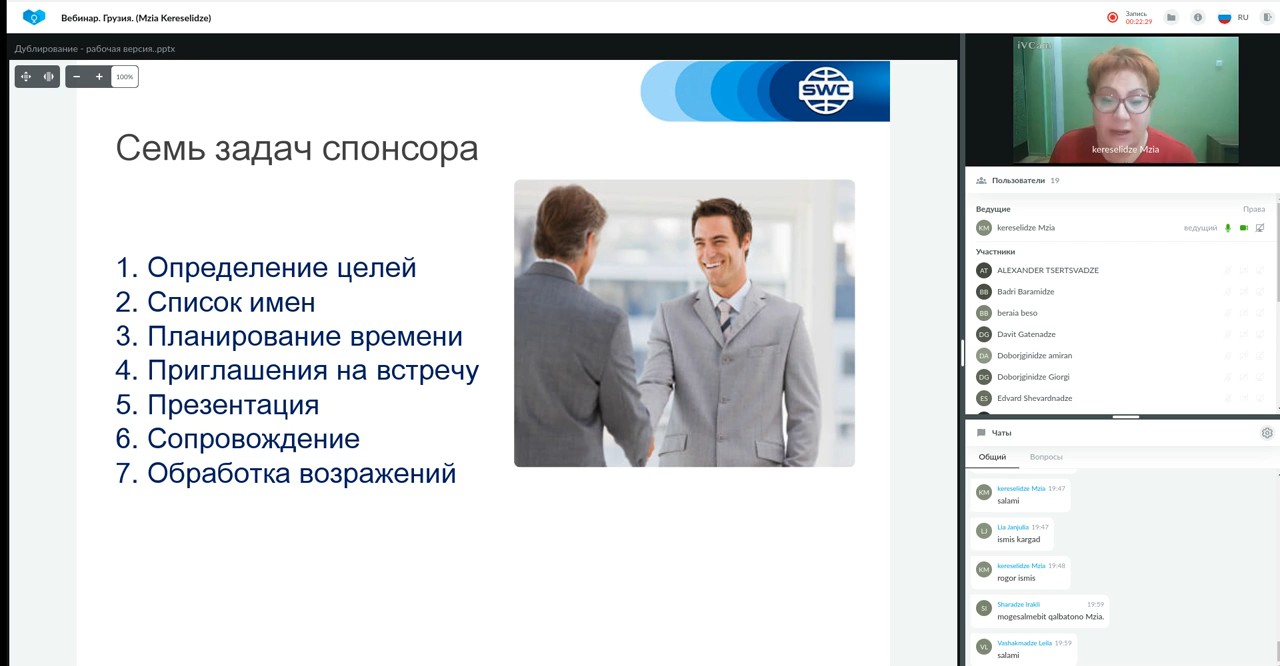 Вебинар. Грузия. (Mzia Kereselidze)
Запись
00:22:29
RU
Дублирование - рабочая версия..pptx
100%
SWC
Семь задач спонсора
1. Определение целей
2. Список имен
3. Планирование времени
4. Приглашения на встречу
5. Презентация
6. Сопровождение
7. Обработка возражений
iVCam
kereselidze Mzia
Пользователи 19
Ведущие Права
KM kereselidze Mzia ведущий
Участники
AT ALEXANDER TSERTSVADZE
BB Badri Baramidze
BB beraia beso
DG Davit Gatenadze
DA Doborjginidze amiran
DG Doborjginidze Giorgi
ES Edvard Shevardnadze
Чаты
Общий Вопросы
KM kereselidze Mzia 19:47
salami
LJ Lia Janjulia 19:47
ismis kargad
KM kereselidze Mzia 19:48
rogor ismis
SI Sharadze Irakli 19:59
mogesalmebit qalbatono Mzia.
VL Vashakmadze Leila 19:59
salami